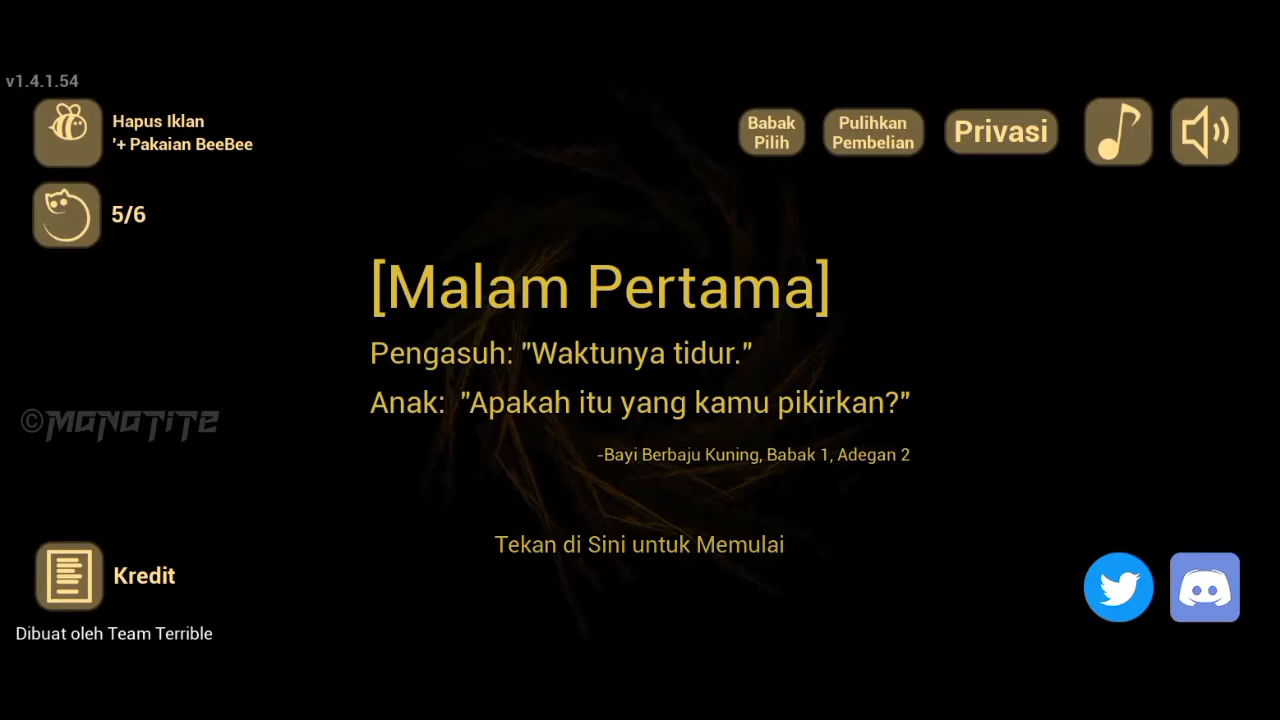 v1.4.1.54
Hapus Iklan
'+ Pakaian BeeBee
Babak
Pilih
Pulihkan
Pembelian
Privasi
5/6
[Malam Pertama]
Pengasuh: "Waktunya tidur."
Anak: "Apakah itu yang kamu pikirkan?"
-Bayi Berbaju Kuning, Babak 1, Adegan 2
©MONOTITE
Tekan di Sini untuk Memulai
Kredit
Dibuat oleh Team Terrible